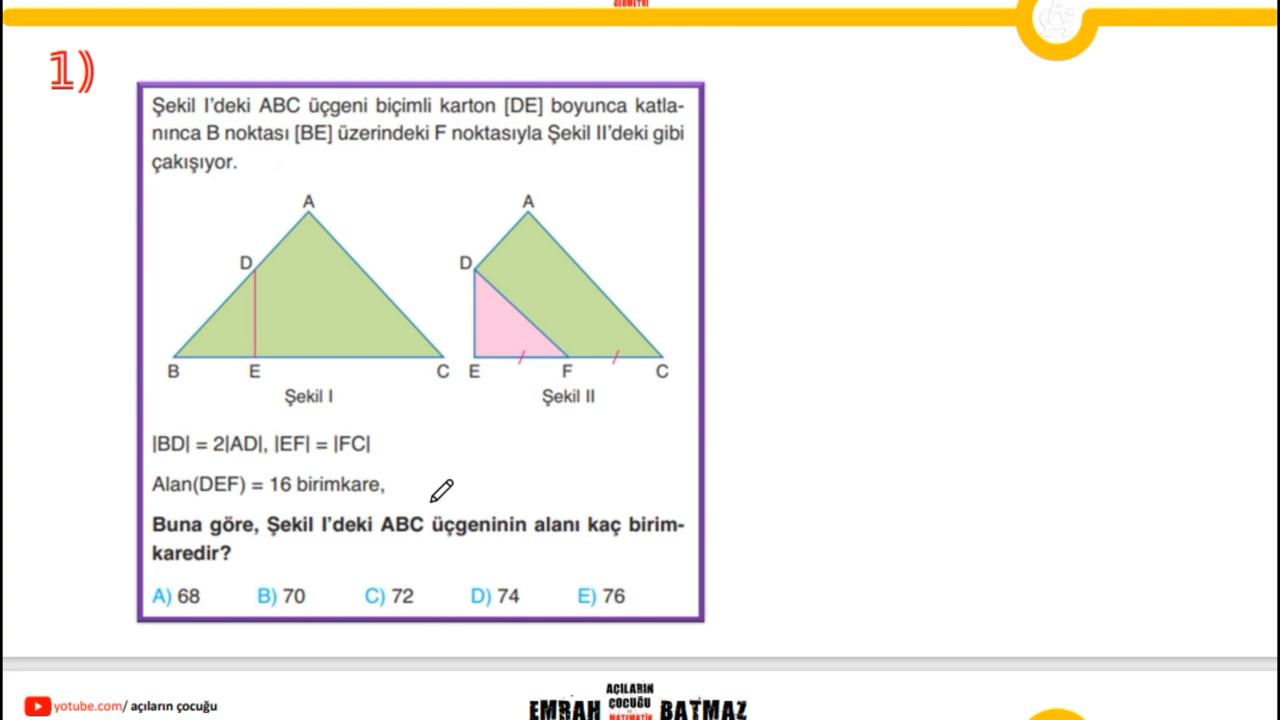 GEOMETRİ
1)
Şekil I'deki ABC üçgeni biçimli karton [DE] boyunca katla-
nınca B noktası [BE] üzerindeki F noktasıyla Şekil II'deki gibi
çakışıyor.
A A
D D
B E C E F C
Şekil I Şekil II
|BD| = 2|AD|, |EF| = |FC|
Alan(DEF) = 16 birimkare,
Buna göre, Şekil I'deki ABC üçgeninin alanı kaç birim-
karedir?
A) 68 B) 70 C) 72 D) 74 E) 76
yotube.com/ açıların çocuğu
AÇILARIN
EMRAH ÇOCUĞU BATMAZ
MATEMATİK